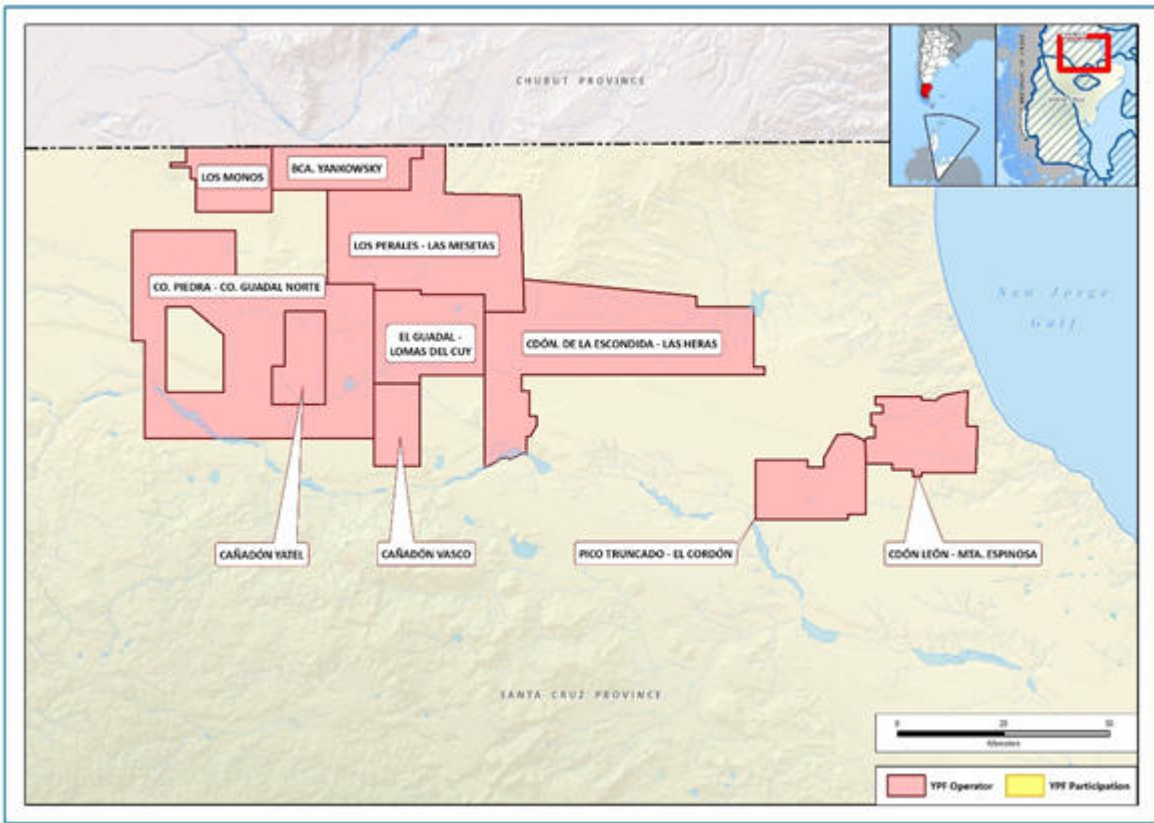 CHUBUT PROVINCE
LOS MONOS
BCA. YANKOWSKY
LOS PERALES - LAS MESETAS
CO. PIEDRA - CO. GUADAL NORTE
San Jorge
Gulf
EL GUADAL -
LOMAS DEL CUY
CDÓN. DE LA ESCONDIDA - LAS HERAS
CAÑADÓN YATEL
CAÑADÓN VASCO
PICO TRUNCADO - EL CORDÓN
CDÓN LEÓN - MTA. ESPINOSA
SANTA CRUZ PROVINCE
0
Kilometers
YPF Operator
YPF Participation